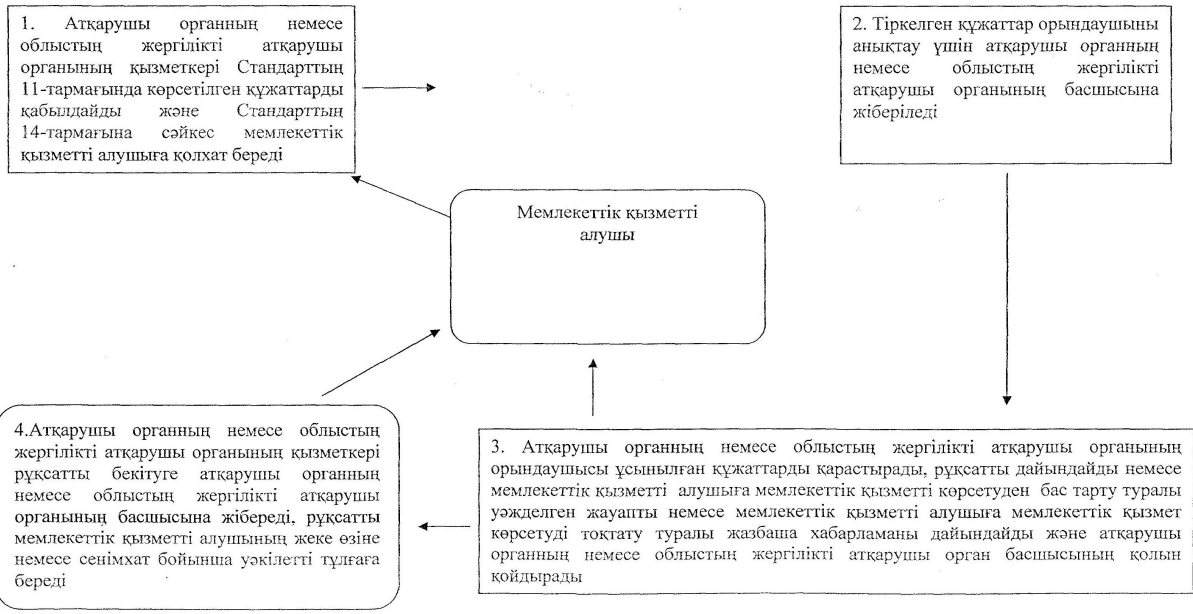 1. Атқарушы органның немесе
облыстың жергілікті атқарушы
органының қызметкері Стандарттың
11-тармағында көрсетілген құжаттарды
қабылдайды және Стандарттың
14-тармағына сәйкес мемлекеттік
қызметті алушыға қолхат береді
2. Тіркелген құжаттар орындаушыны
анықтау үшін атқарушы органның
немесе облыстың жергілікті
атқарушы органының басшысына
жіберіледі
Мемлекеттік қызметті
алушы
4.Атқарушы органның немесе облыстың
жергілікті атқарушы органының қызметкері
рұқсатты бекітуге атқарушы органнын
немесе облыстың жергілікті атқарушы
органының басшысына жібереді, рұқсатты
мемлекеттік қызметті алушының жеке өзіне
немесе сенімхат бойынша уәкілетті тұлғаға
береді
3. Атқарушы органның немесе облыстың жергілікті атқарушы органының
орындаушысы ұсынылған құжаттарды қарастырады, рұқсатты дайындайды немесе
мемлекеттік қызметті алушыға мемлекеттік қызметті көрсетуден бас тарту туралы
уәжделген жауапты немесе мемлекеттік қызметті алушыға мемлекеттік қызмет
көрсетуді тоқтату туралы жазбаша хабарламаны дайындайды және атқарушы
органның немесе облыстың жергілікті атқарушы орган басшысының қолын
қойдырады